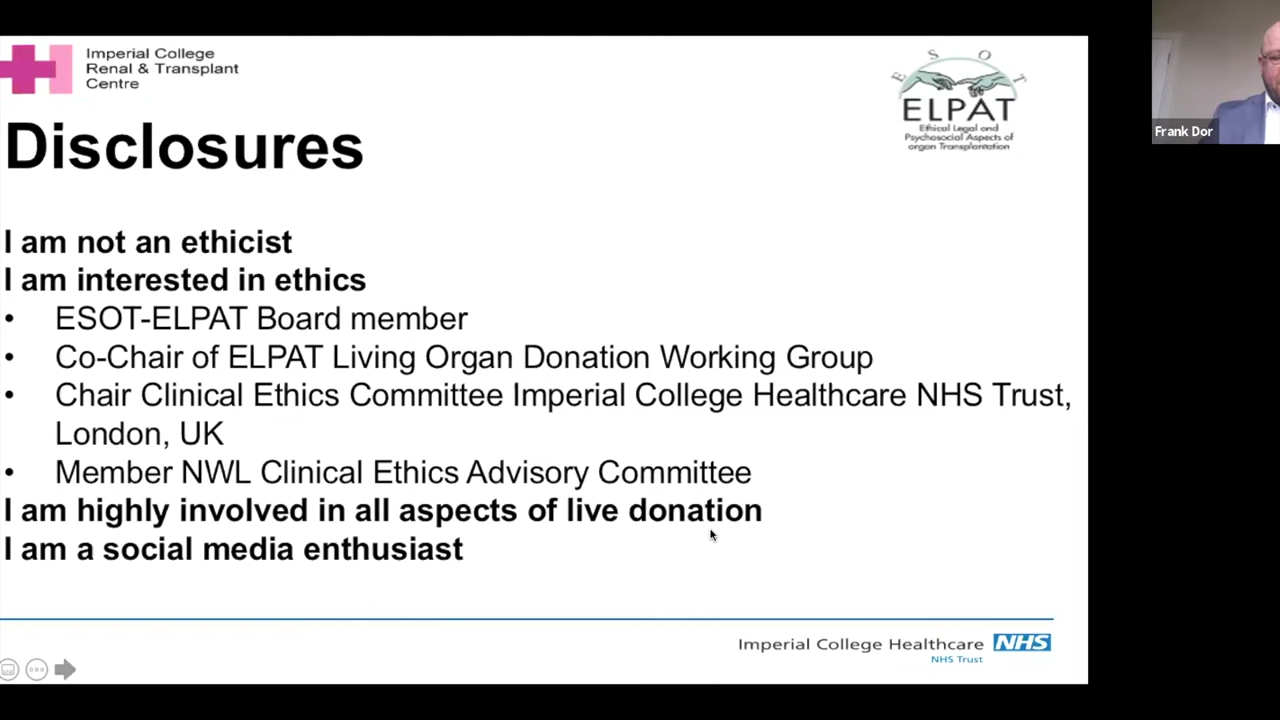 Imperial College
Renal & Transplant
Centre
E S O T
ELPAT
Ethical Legal and
Psychosocial Aspects of
organ Transplantation
Frank Dor
Disclosures
I am not an ethicist
I am interested in ethics
• ESOT-ELPAT Board member
• Co-Chair of ELPAT Living Organ Donation Working Group
• Chair Clinical Ethics Committee Imperial College Healthcare NHS Trust,
London, UK
• Member NWL Clinical Ethics Advisory Committee
I am highly involved in all aspects of live donation
I am a social media enthusiast
Imperial College Healthcare NHS
NHS Trust